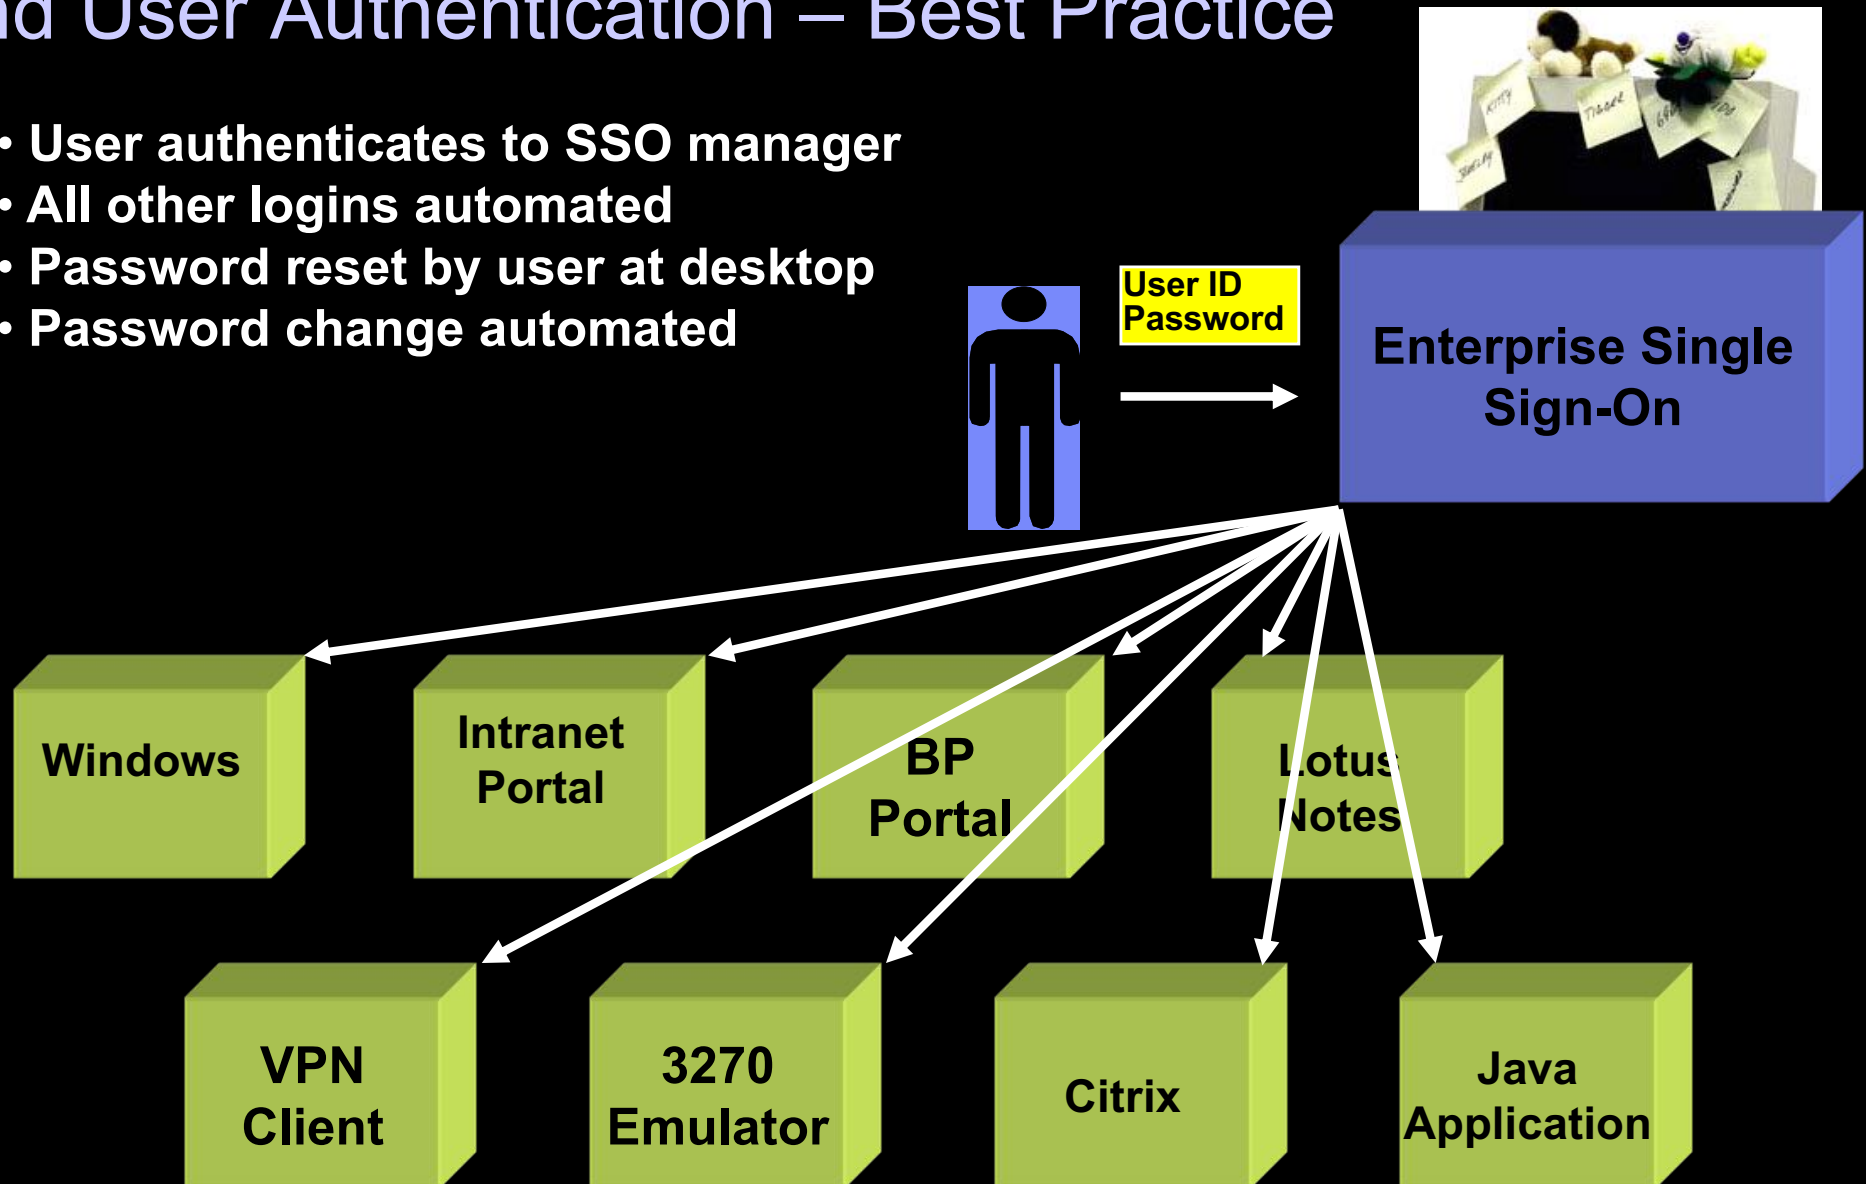 nd User Authentication – Best Practice
• User authenticates to SSO manager
• All other logins automated
• Password reset by user at desktop
• Password change automated
KITTY
TIGGER
User ID
Password
Enterprise Single
Sign-On
Windows
Intranet
Portal
BP
Portal
Lotus
Notes
VPN
Client
3270
Emulator
Citrix
Java
Application